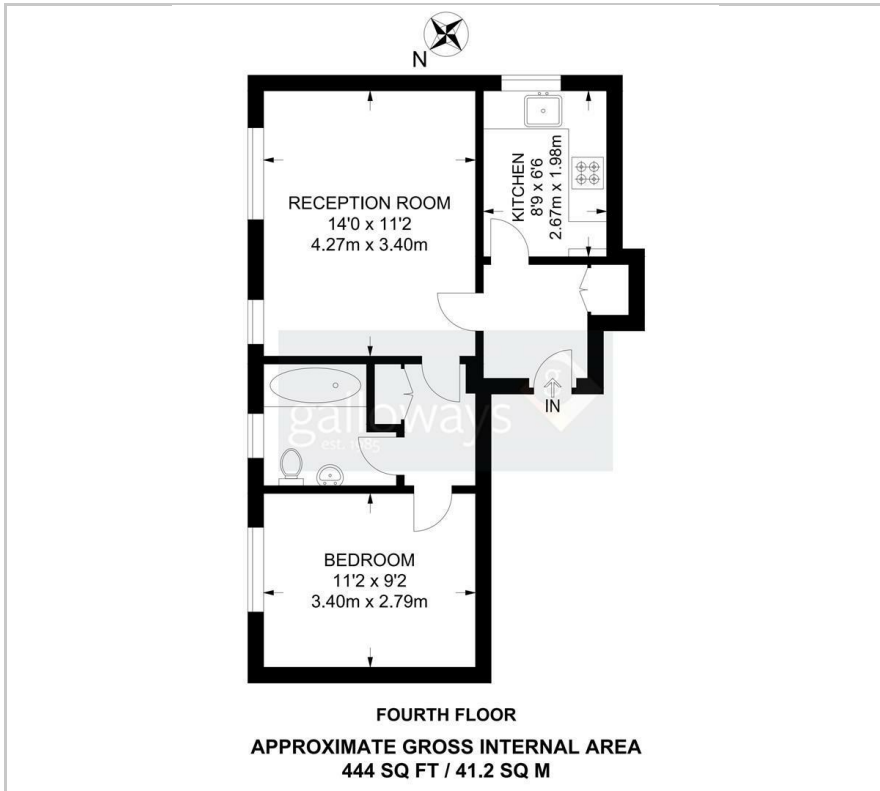 N
RECEPTION ROOM
14'0 x 11'2
4.27m x 3.40m
KITCHEN
8'9 x 6'6
2.67m x 1.98m
galloways
est. 1985
g
IN
BEDROOM
11'2 x 9'2
3.40m x 2.79m
FOURTH FLOOR
APPROXIMATE GROSS INTERNAL AREA
444 SQ FT / 41.2 SQ M